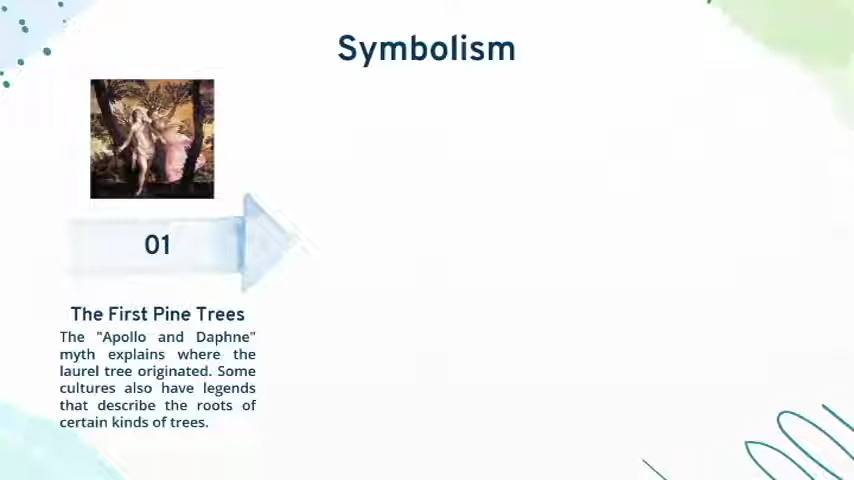 Symbolism
01
The First Pine Trees
The "Apollo and Daphne"
myth explains where the
laurel tree originated. Some
cultures also have legends
that describe the roots of
certain kinds of trees.